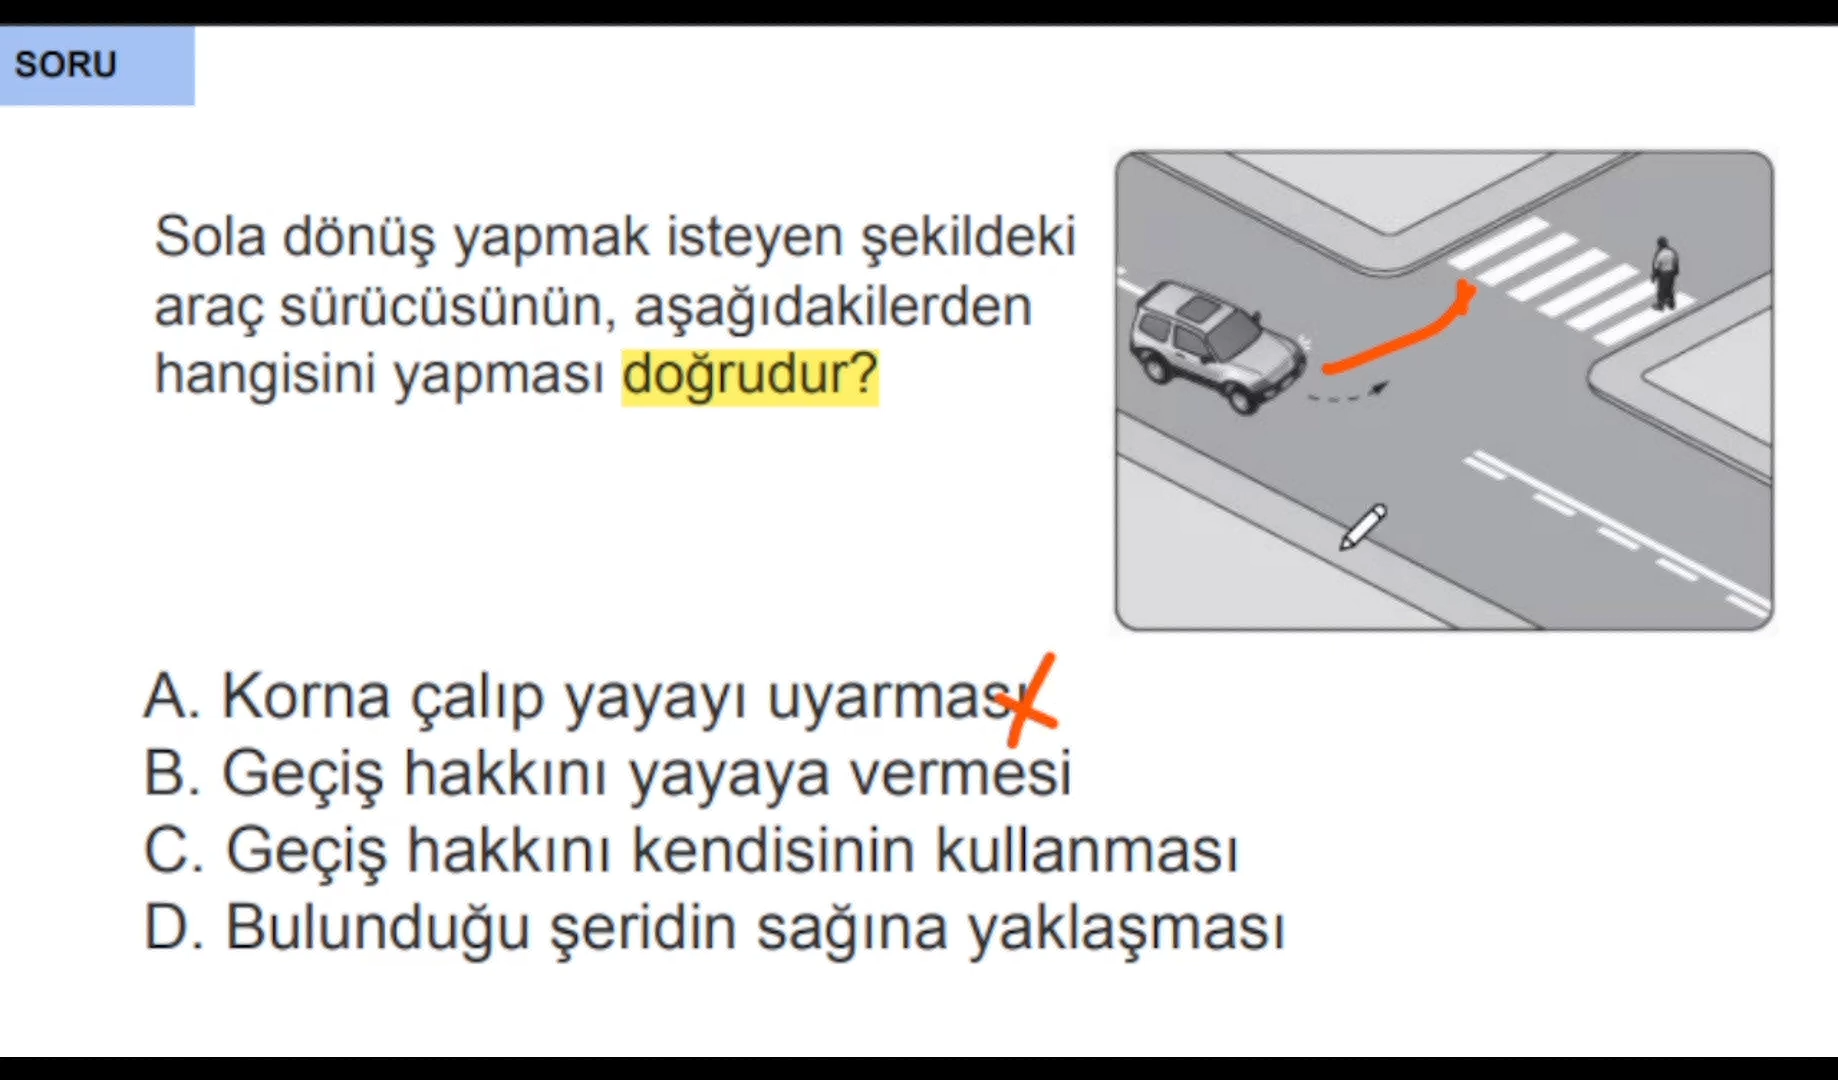 SORU
Sola dönüş yapmak isteyen şekildeki
araç sürücüsünün, aşağıdakilerden
hangisini yapması doğrudur?
A. Korna çalıp yayayı uyarması
B. Geçiş hakkını yayaya vermesi
C. Geçiş hakkını kendisinin kullanması
D. Bulunduğu şeridin sağına yaklaşması